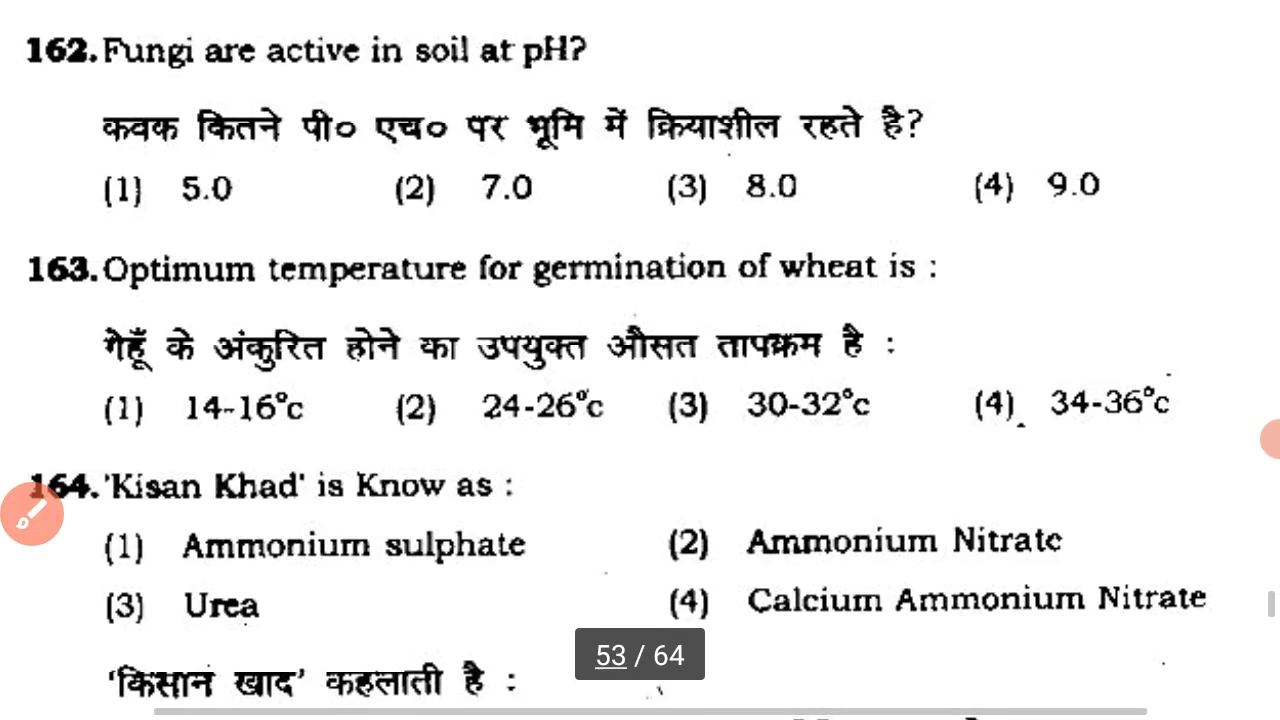 162. Fungi are active in soil at pH?
कवक कितने पी० एच० पर भूमि में क्रियाशील रहते है?
(1) 5.0 (2) 7.0 (3) 8.0 (4) 9.0
163. Optimum temperature for germination of wheat is :
गेहूँ के अंकुरित होने का उपयुक्त औसत तापक्रम है :
(1) 14-16°c (2) 24-26°c (3) 30-32°c (4) 34-36°c
164. 'Kisan Khad' is Know as :
(1) Ammonium sulphate (2) Ammonium Nitrate
(3) Urea (4) Calcium Ammonium Nitrate
53 / 64
'किसान खाद' कहलाती है :